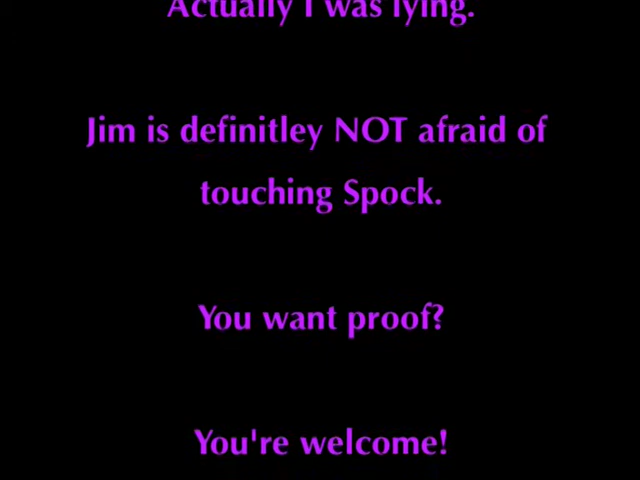 Actually I was lying.
Jim is definitley NOT afraid of
touching Spock.
You want proof?
You're welcome!